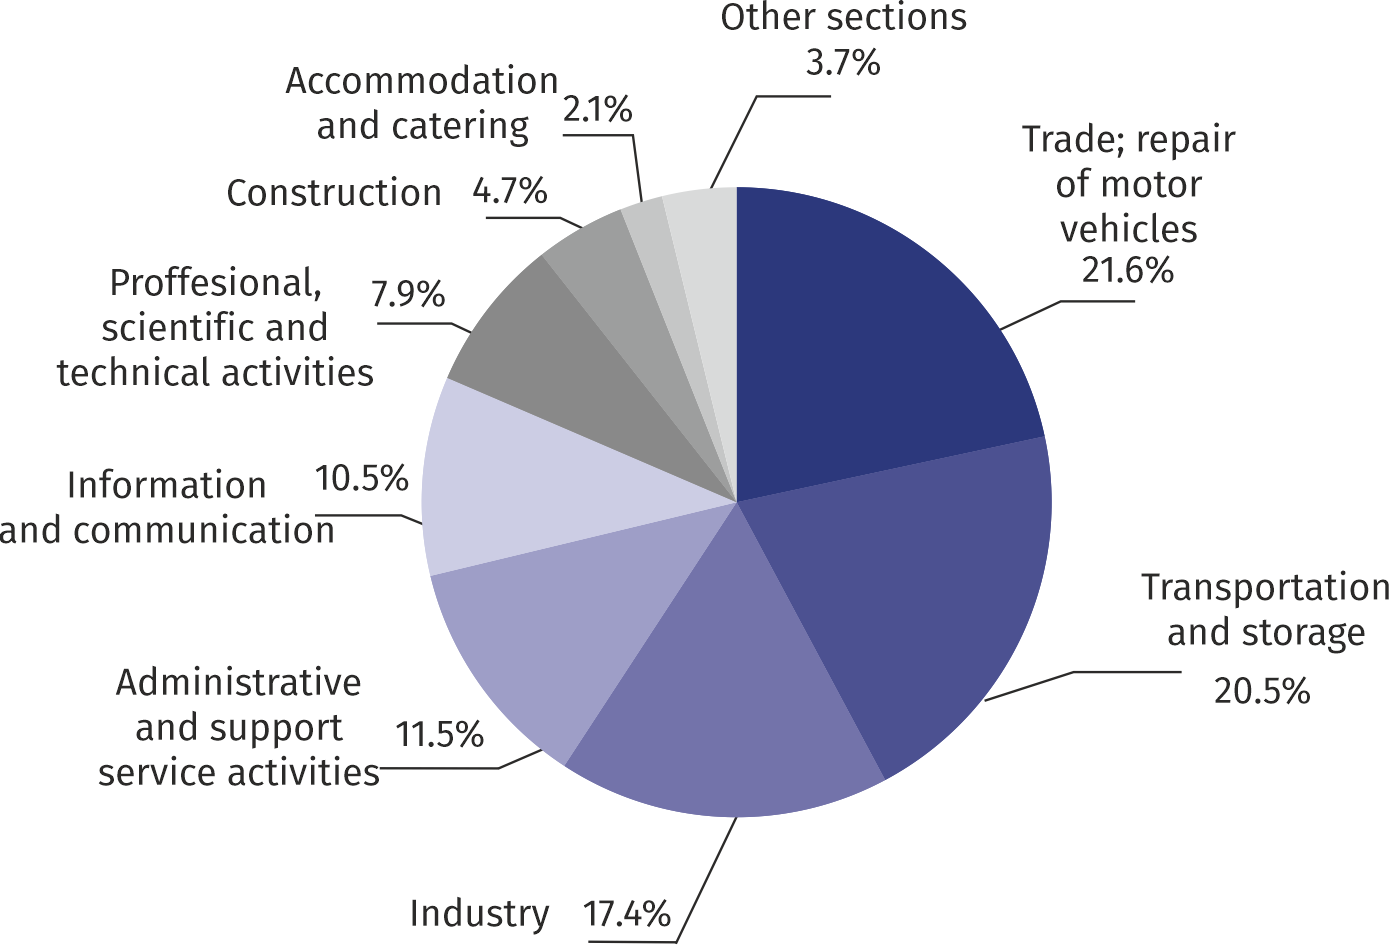 Other sections
3.7%
Trade; repair
of motor
vehicles
21.6%
Transportation
and storage
20.5%
Industry 17.4%
Administrative
and support
service activities
11.5%
Information
and communication
10.5%
Proffesional,
scientific and
technical activities
7.9%
Construction 4.7%
Accommodation
and catering
2.1%